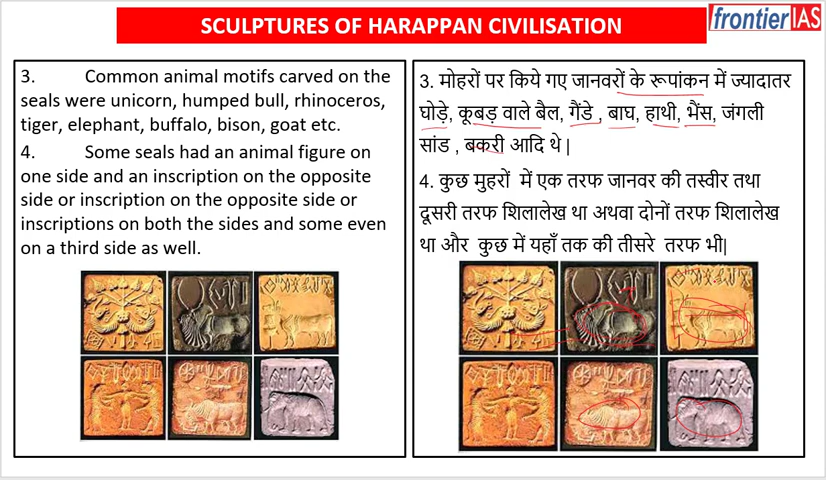 SCULPTURES OF HARAPPAN CIVILISATION
frontierIAS
3. Common animal motifs carved on the
seals were unicorn, humped bull, rhinoceros,
tiger, elephant, buffalo, bison, goat etc.
4. Some seals had an animal figure on
one side and an inscription on the opposite
side or inscription on the opposite side or
inscriptions on both the sides and some even
on a third side as well.
3. मोहरों पर किये गए जानवरों के रूपांकन में ज्यादातर
घोड़े, कूबड़ वाले बैल, गैंडे , बाघ, हाथी, भैंस, जंगली
सांड , बकरी आदि थे |
4. कुछ मुहरों में एक तरफ जानवर की तस्वीर तथा
दूसरी तरफ शिलालेख था अथवा दोनों तरफ शिलालेख
था और कुछ में यहाँ तक की तीसरे तरफ भी|